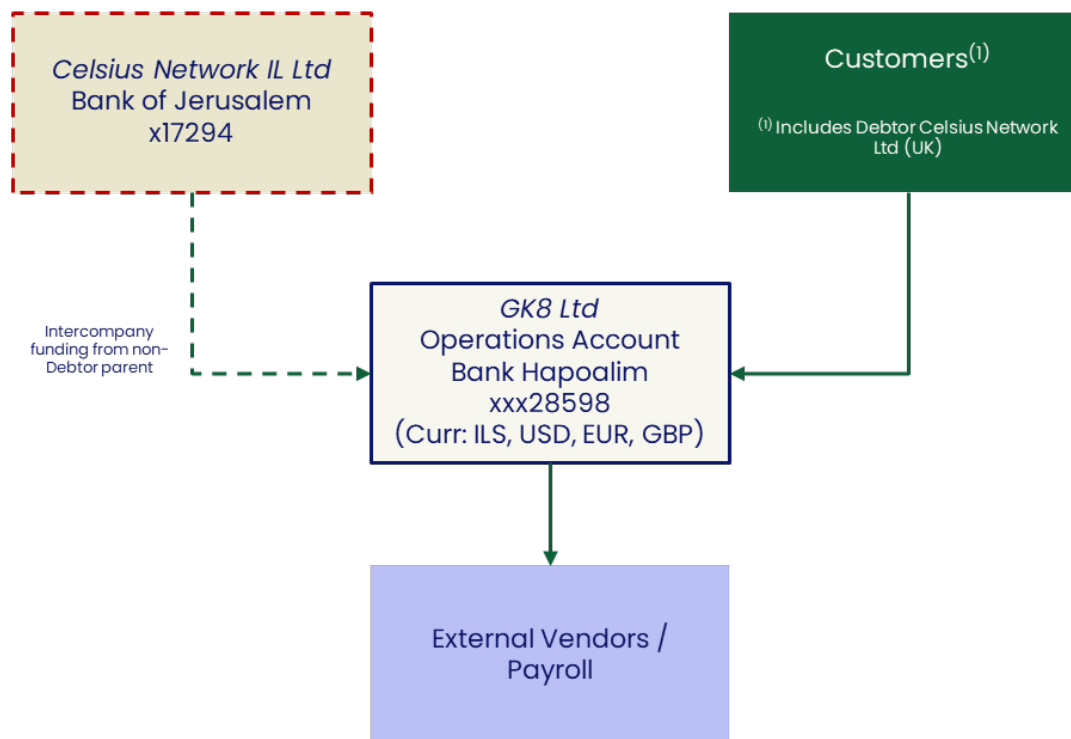 Celsius Network IL Ltd
Bank of Jerusalem
x17294
Customers(1)
(1) Includes Debtor Celsius Network
Ltd (UK)
Intercompany
funding from non-
Debtor parent
GK8 Ltd
Operations Account
Bank Hapoalim
xxx28598
(Curr: ILS, USD, EUR, GBP)
External Vendors /
Payroll